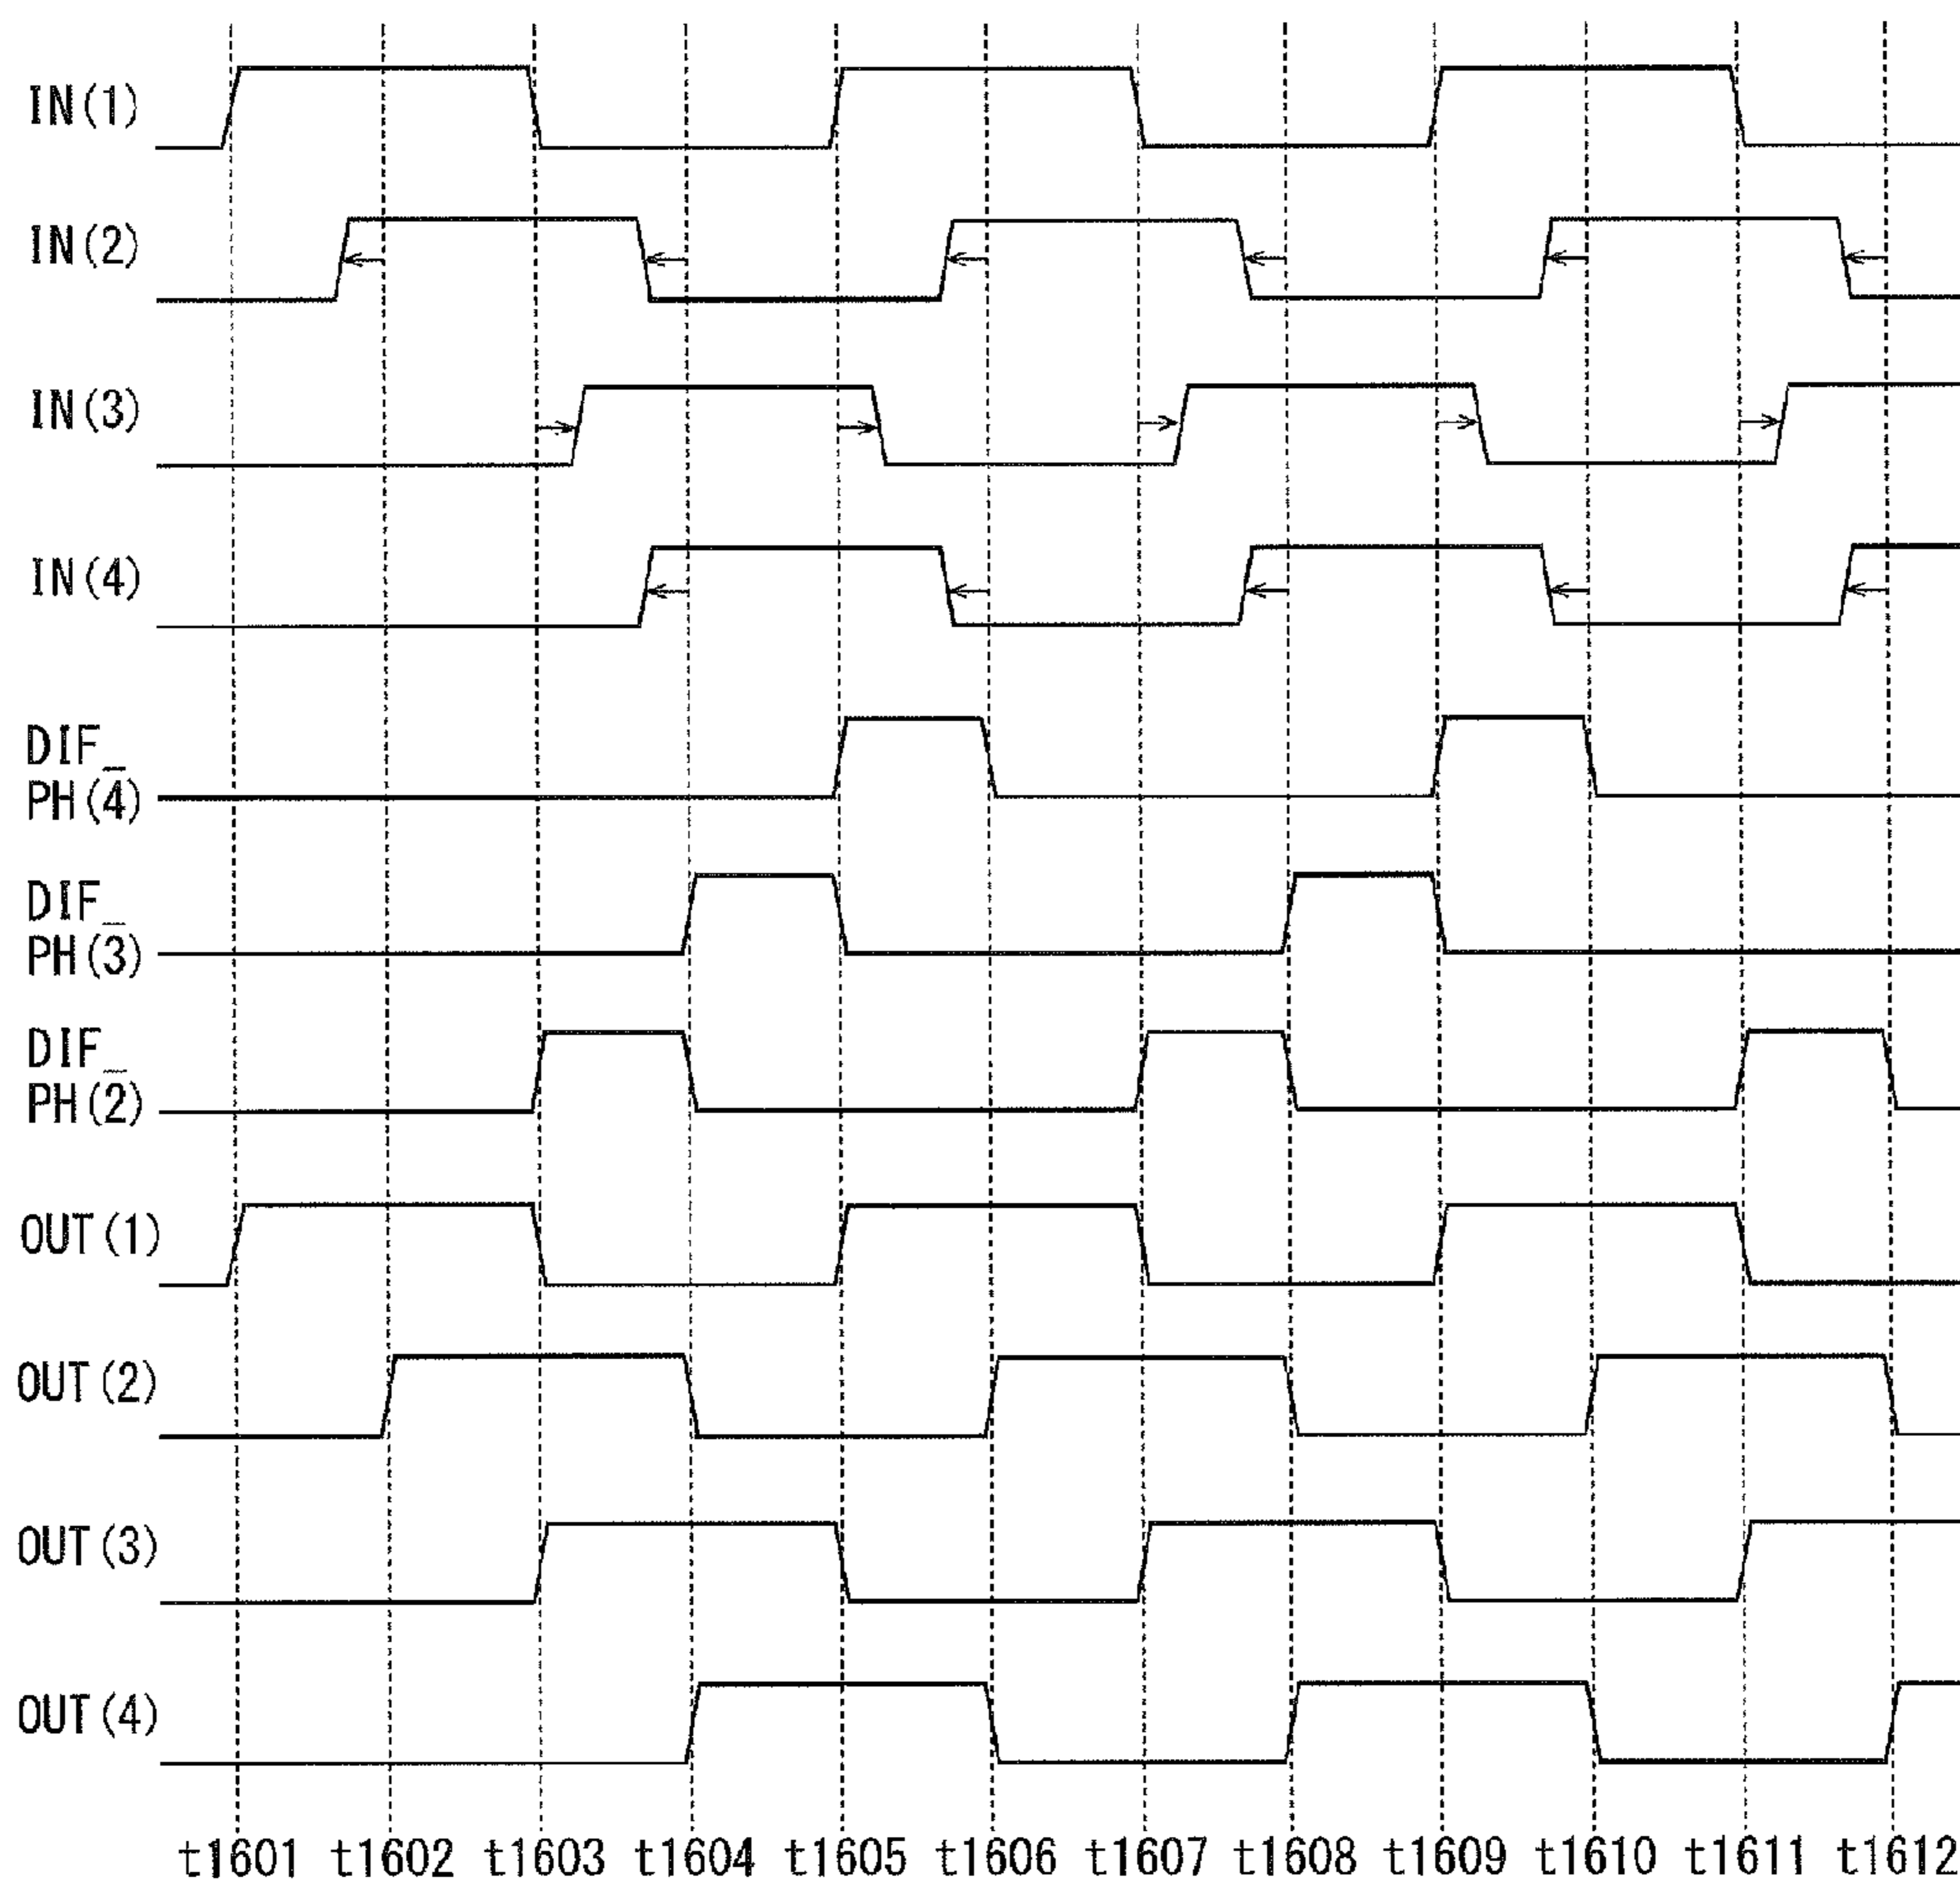 IN(1)
IN(2)
IN(3)
IN(4)
DIF_
PH(4)
DIF_
PH(3)
DIF_
PH(2)
OUT(1)
OUT(2)
OUT(3)
OUT(4)
t1601 t1602 t1603 t1604 t1605 t1606 t1607 t1608 t1609 t1610 t1611 t1612